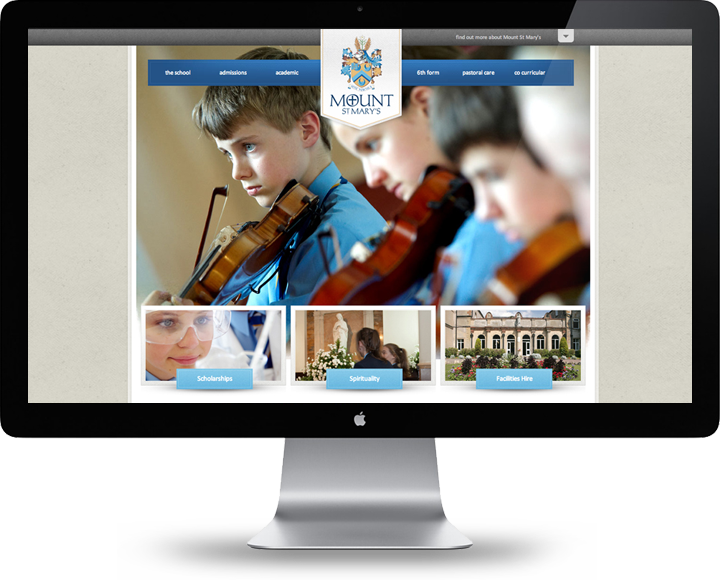 find out more about Mount St Mary's
the school admissions academic 6th form pastoral care co curricular
MOUNT
ST MARY'S
Scholarships Spirituality Facilities Hire